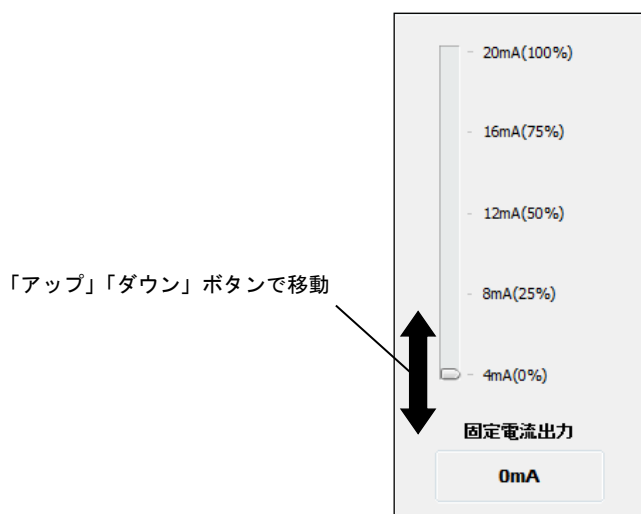 20mA(100%)
16mA(75%)
12mA(50%)
「アップ」「ダウン」ボタンで移動
8mA(25%)
4mA(0%)
固定電流出力
0mA